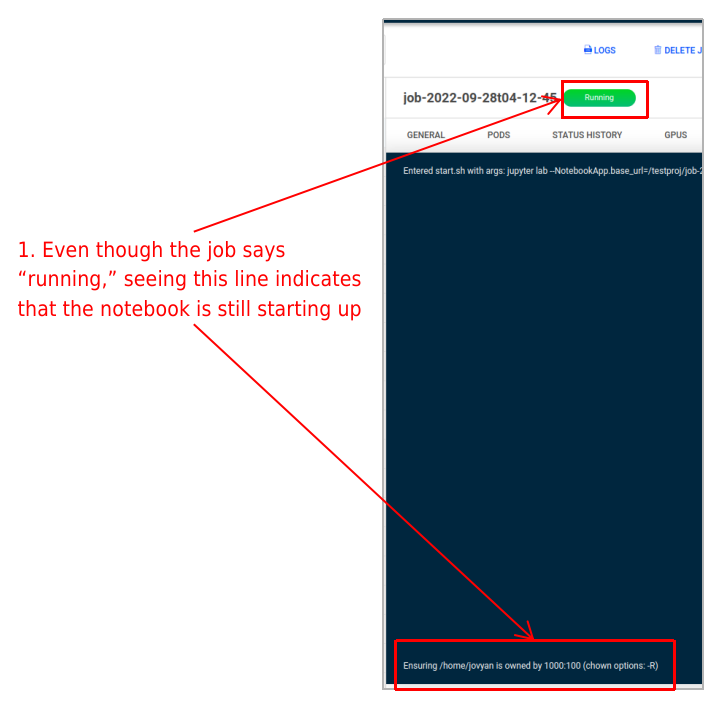 LOGS
DELETE J
job-2022-09-28t04-12-45
Running
GENERAL PODS STATUS HISTORY GPUS
Entered start.sh with args: jupyter lab --NotebookApp.base_url=/testproj/job-2
1. Even though the job says
“running,” seeing this line indicates
that the notebook is still starting up
Ensuring /home/jovyan is owned by 1000:100 (chown options: -R)